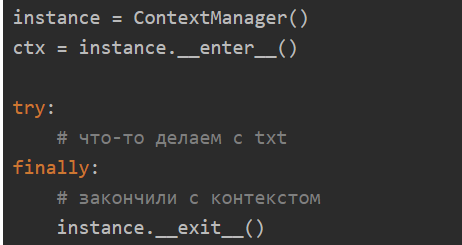 instance = ContextManager()
ctx = instance.__enter__()
try:
# что-то делаем с txt
finally:
# закончили с контекстом
instance.__exit__()